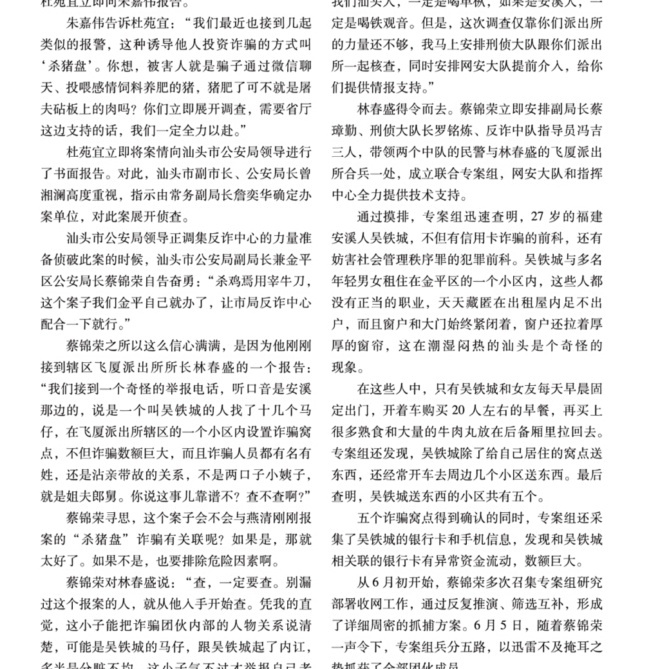 杜苑宜立即向朱嘉伟报告。
朱嘉伟告诉杜苑宜：“我们最近也接到几起
类似的报警，这种诱导他人投资诈骗的方式叫
‘杀猪盘’。你想，被害人就是骗子通过微信聊
天、投喂感情饲料养肥的猪，猪肥了可不就是屠
夫砧板上的肉吗？你们立即展开调查，需要省厅
这边支持的话，我们一定全力以赴。”
杜苑宜立即将案情向汕头市公安局领导进行
了书面报告。对此，汕头市副市长、公安局长曾
湘澜高度重视，指示由常务副局长詹奕华确定办
案单位，对此案展开侦查。
汕头市公安局领导正调集反诈中心的力量准
备侦破此案的时候，汕头市公安局副局长兼金平
区公安局长蔡锦荣自告奋勇：“杀鸡焉用宰牛刀，
这个案子我们金平自己就办了，让市局反诈中心
配合一下就行。”
蔡锦荣之所以这么信心满满，是因为他刚刚
接到辖区飞厦派出所所长林春盛的一个报告：
“我们接到一个奇怪的举报电话，听口音是安溪
那边的，说是一个叫吴铁城的人找了十几个马
仔，在飞厦派出所辖区的一个小区内设置诈骗窝
点，不但诈骗数额巨大，而且诈骗人员都有名有
姓，还是沾亲带故的关系，不是两口子小姨子，
就是姐夫郎舅。你说这事儿靠谱不？查不查啊？”
蔡锦荣寻思，这个案子会不会与燕清刚刚报
案的“杀猪盘”诈骗有关联呢？如果是，那就
太好了。如果不是，也要排除危险因素啊。
蔡锦荣对林春盛说：“查，一定要查。别漏
过这个报案的人，就从他入手开始查。凭我的直
觉，这小子能把诈骗团伙内部的人物关系说清
楚，可能是吴铁城的马仔，跟吴铁城起了内讧，
多半是分赃不均，这小子气不过才举报自己老
我们汕头人，一定是喝单枞，如果是安溪人，一
定是喝铁观音。但是，这次调查仅靠你们派出所
的力量还不够，我马上安排刑侦大队跟你们派出
所一起核查，同时安排网安大队提前介入，给你
们提供情报支持。”
林春盛得令而去。蔡锦荣立即安排副局长蔡
璋勤、刑侦大队长罗铭炼、反诈中队指导员冯吉
三人，带领两个中队的民警与林春盛的飞厦派出
所合兵一处，成立联合专案组，网安大队和指挥
中心全力提供技术支持。
通过摸排，专案组迅速查明，27 岁的福建
安溪人吴铁城，不但有信用卡诈骗的前科，还有
妨害社会管理秩序罪的犯罪前科。吴铁城与多名
年轻男女租住在金平区的一个小区内，这些人都
没有正当的职业，天天藏匿在出租屋内足不出
户，而且窗户和大门始终紧闭着，窗户还拉着厚
厚的窗帘，这在潮湿闷热的汕头是个奇怪的
现象。
在这些人中，只有吴铁城和女友每天早晨固
定出门，开着车购买 20 人左右的早餐，再买上
很多熟食和大量的牛肉丸放在后备厢里拉回去。
专案组还发现，吴铁城除了给自己居住的窝点送
东西，还经常开车去周边几个小区送东西。最后
查明，吴铁城送东西的小区共有五个。
五个诈骗窝点得到确认的同时，专案组还采
集了吴铁城的银行卡和手机信息，发现和吴铁城
相关联的银行卡有异常资金流动，数额巨大。
从 6 月初开始，蔡锦荣多次召集专案组研究
部署收网工作，通过反复推演、筛选互补，形成
了详细周密的抓捕方案。6 月 5 日，随着蔡锦荣
一声令下，专案组兵分五路，以迅雷不及掩耳之
势抓获了全部团伙成员